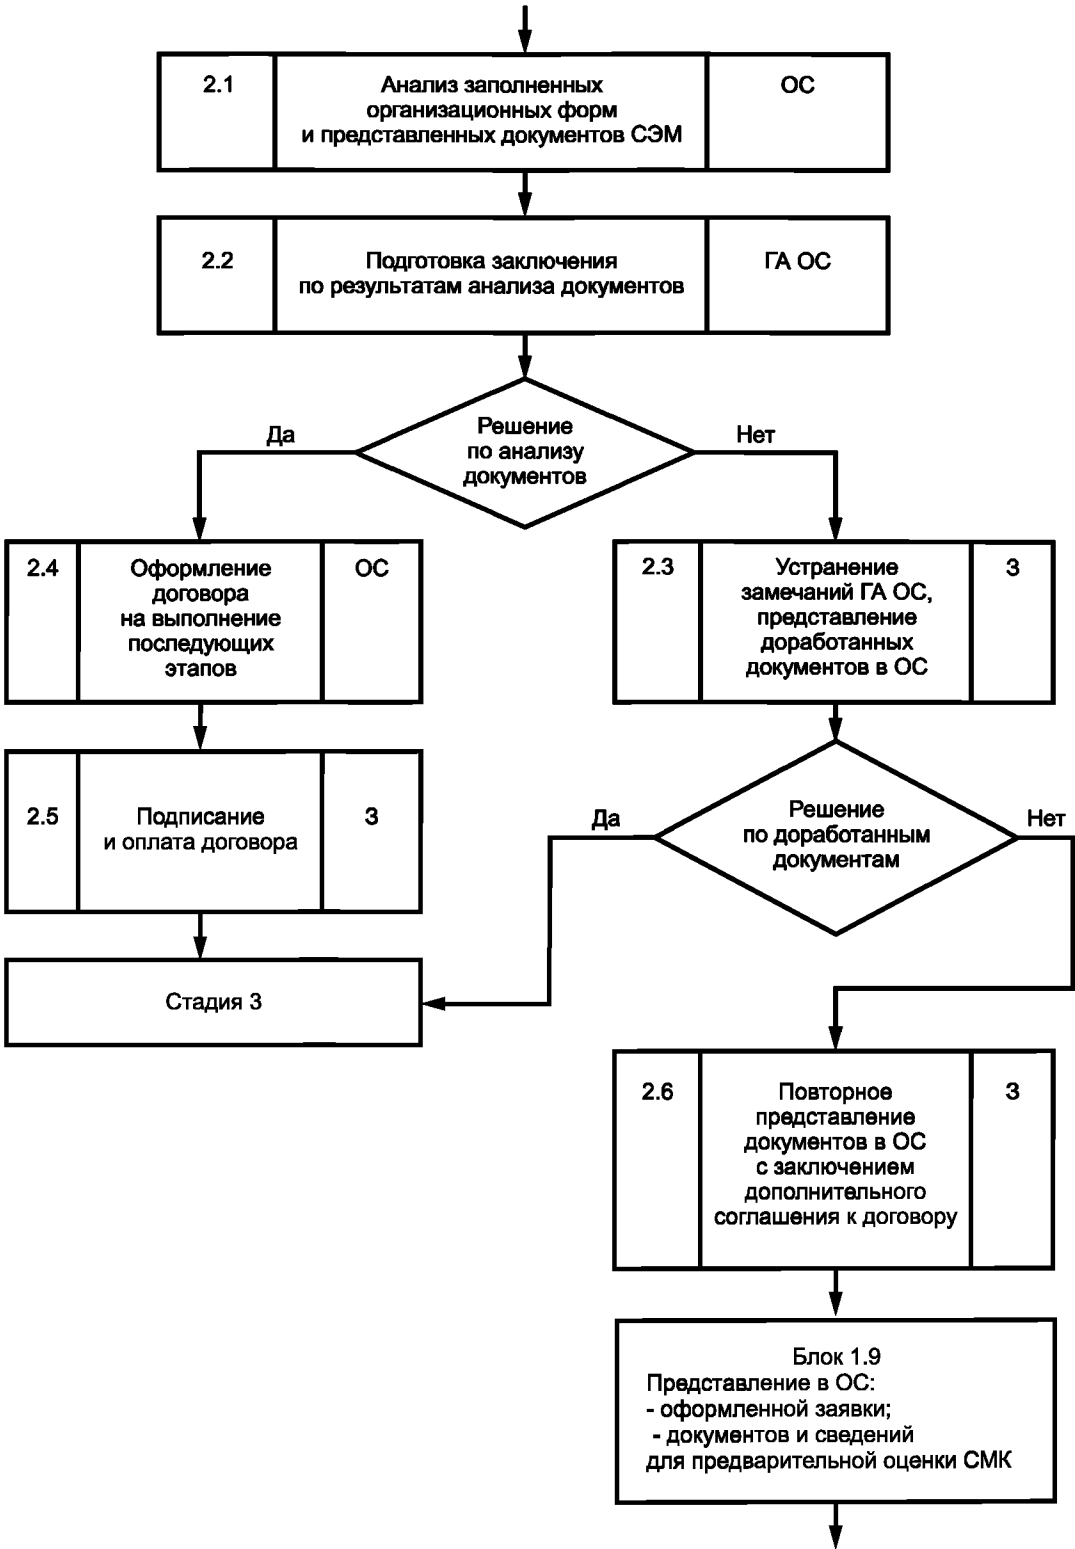 2.1
Анализ заполненных
организационных форм
и представленных документов СЭМ
ОС
2.2
Подготовка заключения
по результатам анализа документов
ГА ОС
Решение
по анализу
документов
Да
Нет
2.4
Оформление
договора
на выполнение
последующих
этапов
ОС
2.3
Устранение
замечаний ГА ОС,
представление
доработанных
документов в ОС
З
2.5
Подписание
и оплата договора
З
Решение
по доработанным
документам
Да
Нет
Стадия 3
2.6
Повторное
представление
документов в ОС
с заключением
дополнительного
соглашения к договору
З
Блок 1.9
Представление в ОС:
- оформленной заявки;
- документов и сведений
для предварительной оценки СМК